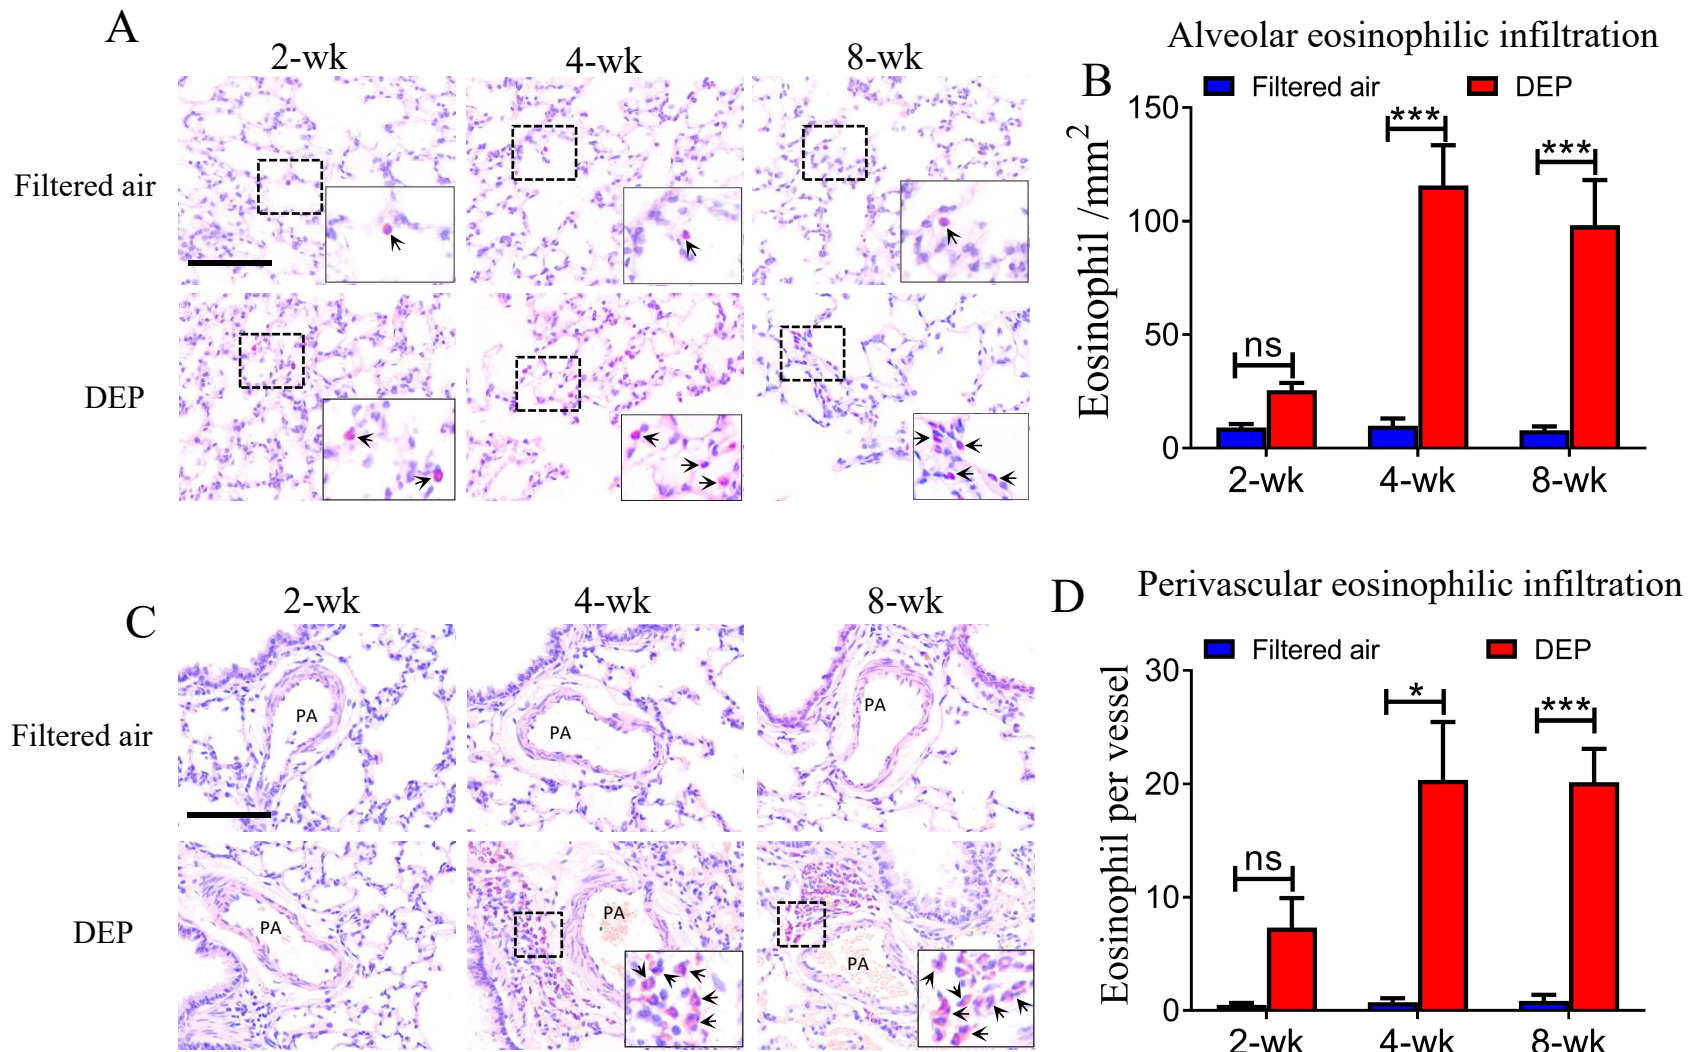 A
2-wk
4-wk
8-wk
Filtered air
DEP
B
Alveolar eosinophilic infiltration
Filtered air
DEP
Eosinophil /mm2
150
100
50
0
ns
***
***
2-wk
4-wk
8-wk
C
2-wk
4-wk
8-wk
Filtered air
PA
PA
PA
DEP
PA
PA
PA
D
Perivascular eosinophilic infiltration
Filtered air
DEP
Eosinophil per vessel
30
20
10
0
ns
*
***
2-wk
4-wk
8-wk